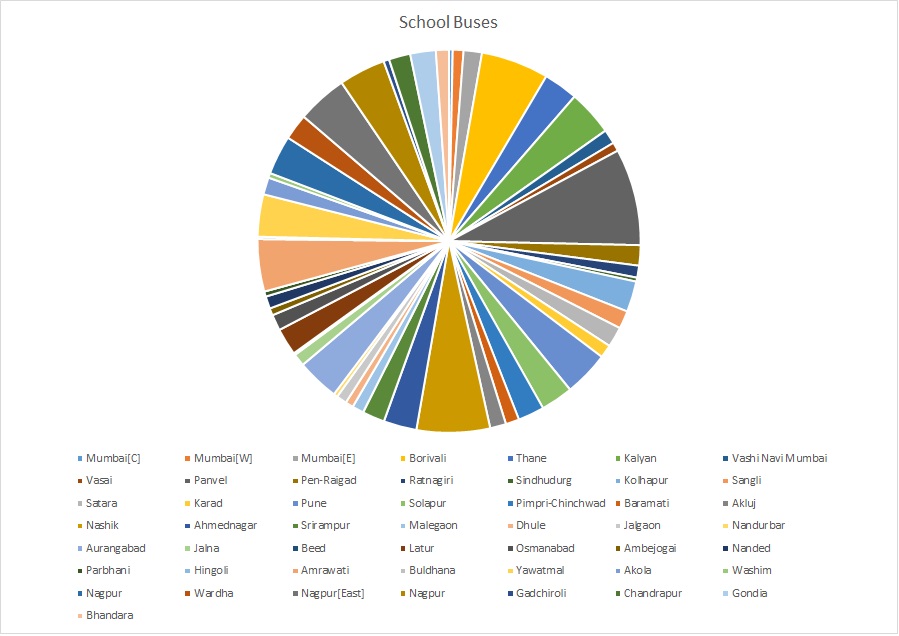 School Buses
Mumbai[C] Mumbai[W] Mumbai[E] Borivali Thane Kalyan Vashi Navi Mumbai
Vasai Panvel Pen-Raigad Ratnagiri Sindhudurg Kolhapur Sangli
Satara Karad Pune Solapur Pimpri-Chinchwad Baramati Akluj
Nashik Ahmednagar Srirampur Malegaon Dhule Jalgaon Nandurbar
Aurangabad Jalna Beed Latur Osmanabad Ambejogai Nanded
Parbhani Hingoli Amrawati Buldhana Yawatmal Akola Washim
Nagpur Wardha Nagpur[East] Nagpur Gadchiroli Chandrapur Gondia
Bhandara